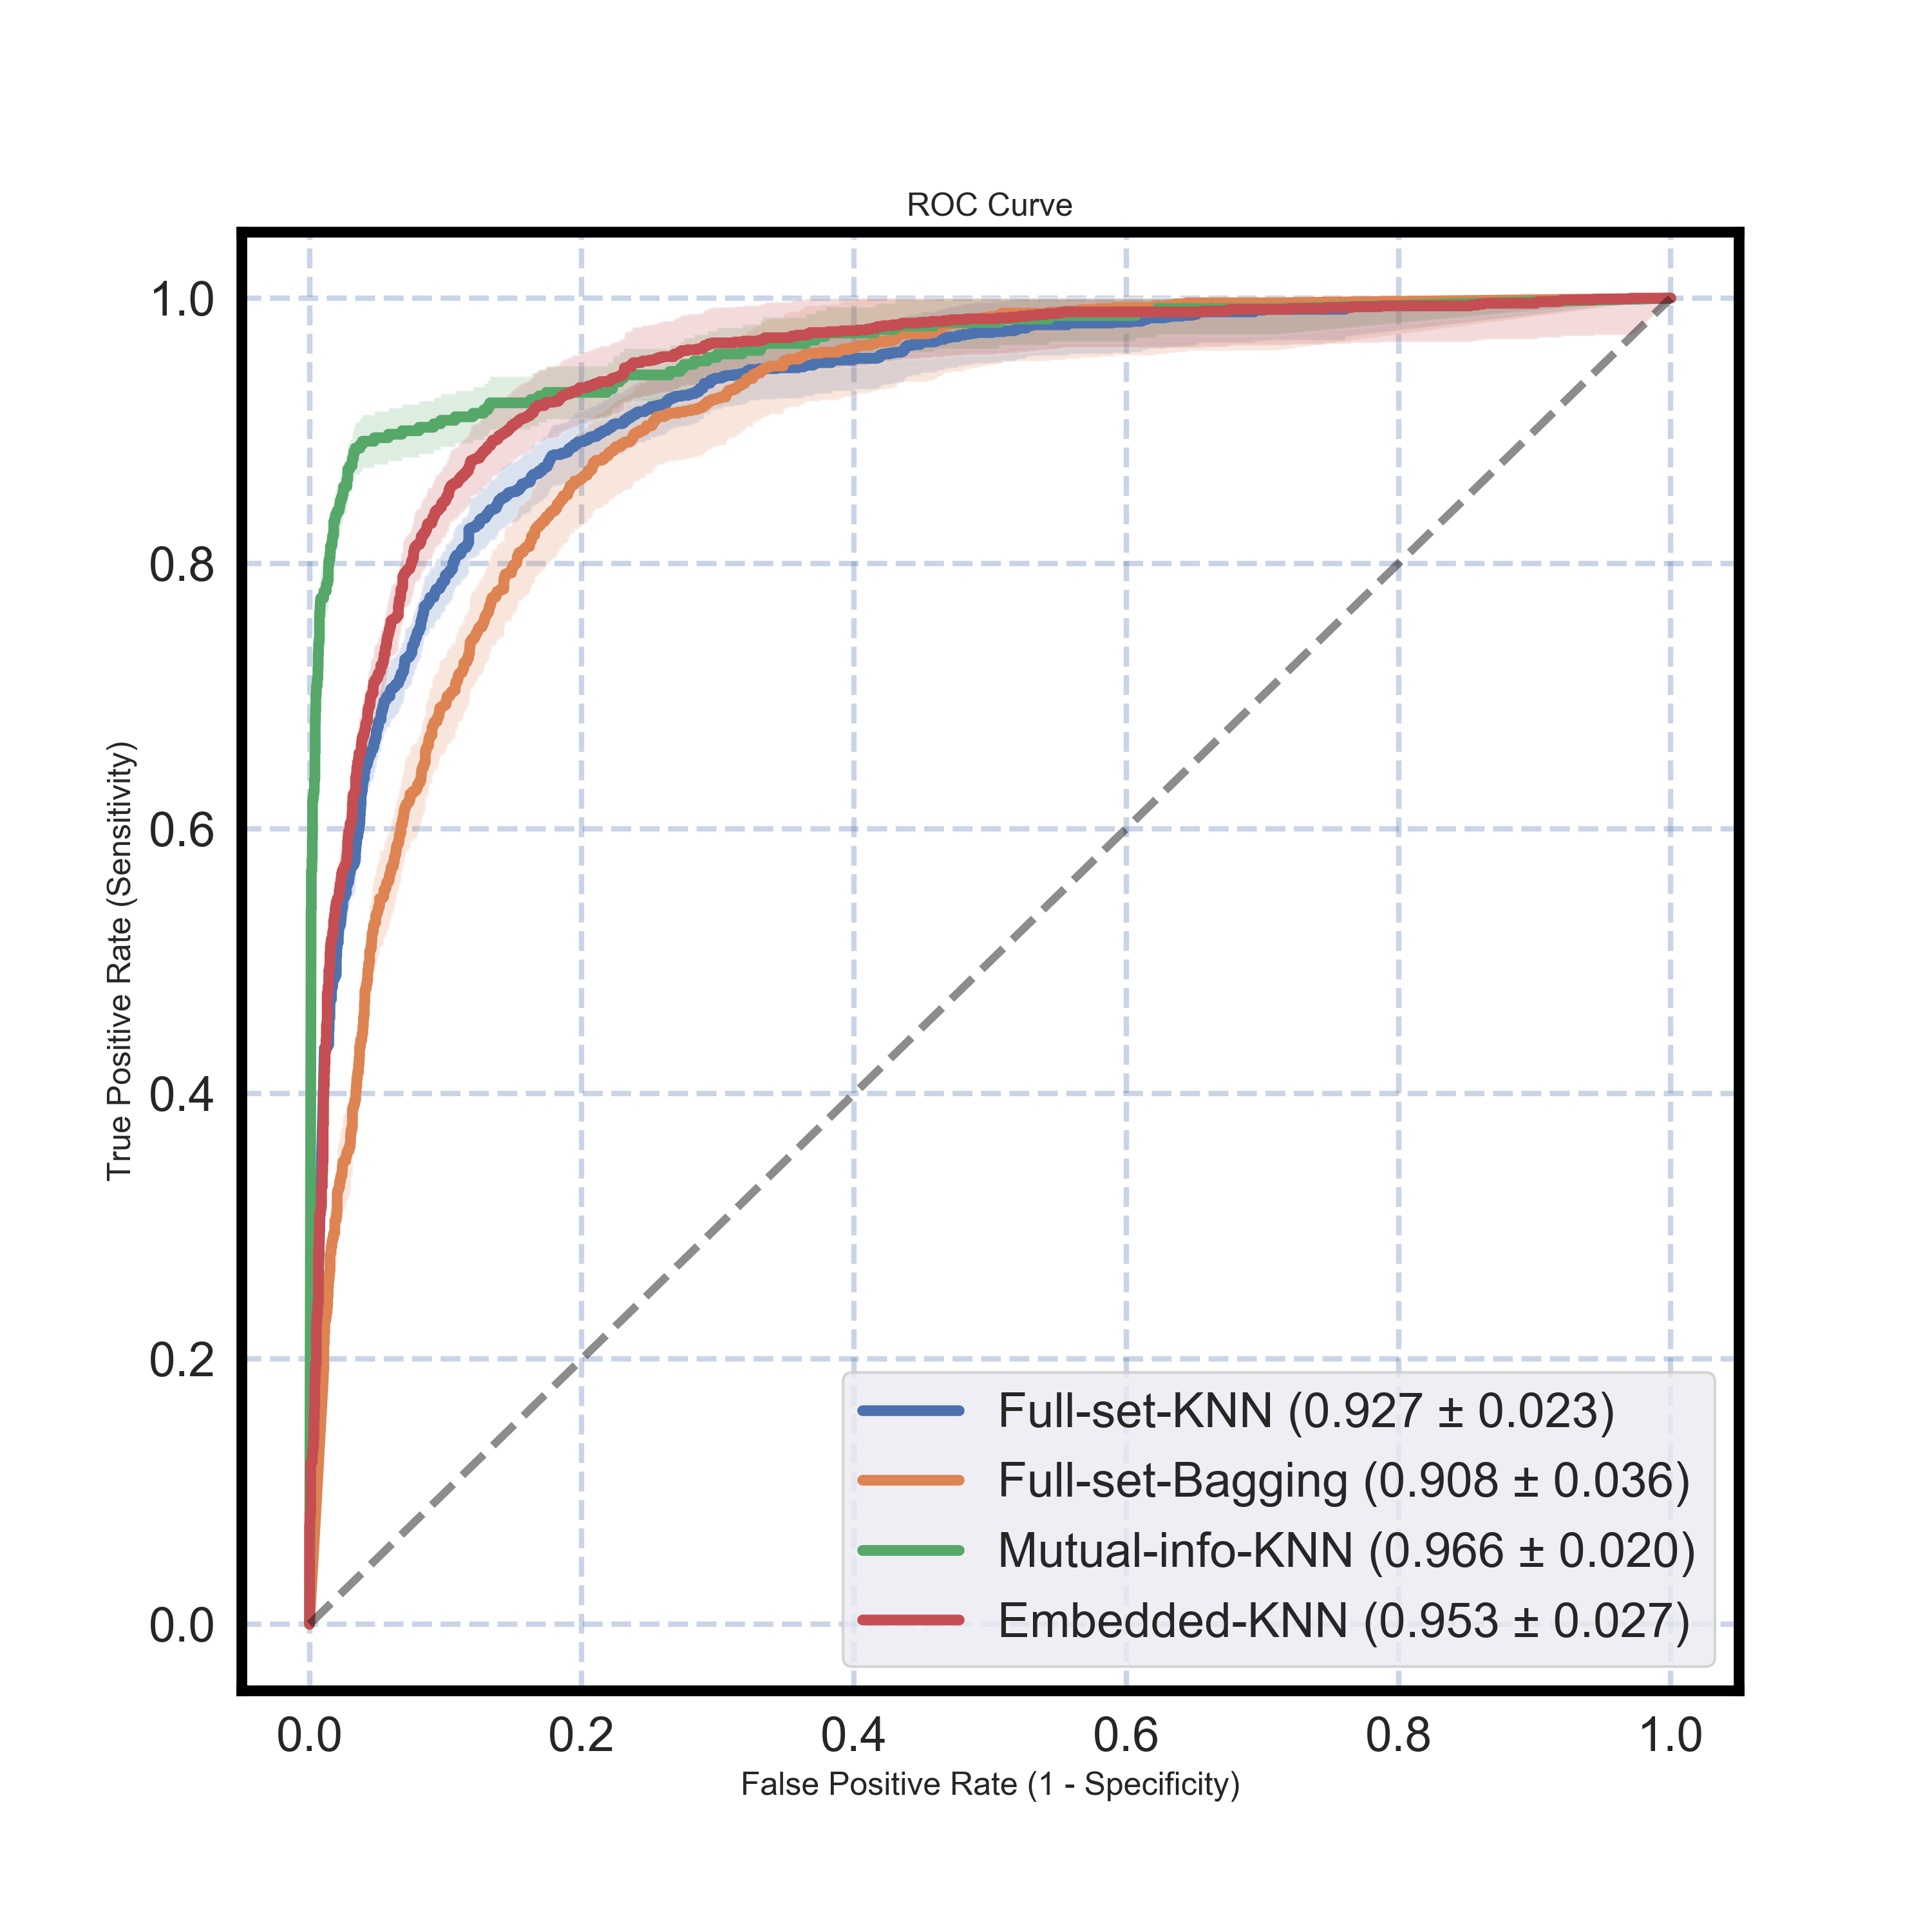 ROC Curve
1.0
0.8
0.6
0.4
0.2
0.0
True Positive Rate (Sensitivity)
Full-set-KNN (0.927 ± 0.023)
Full-set-Bagging (0.908 ± 0.036)
Mutual-info-KNN (0.966 ± 0.020)
Embedded-KNN (0.953 ± 0.027)
0.0 0.2 0.4 0.6 0.8 1.0
False Positive Rate (1 - Specificity)